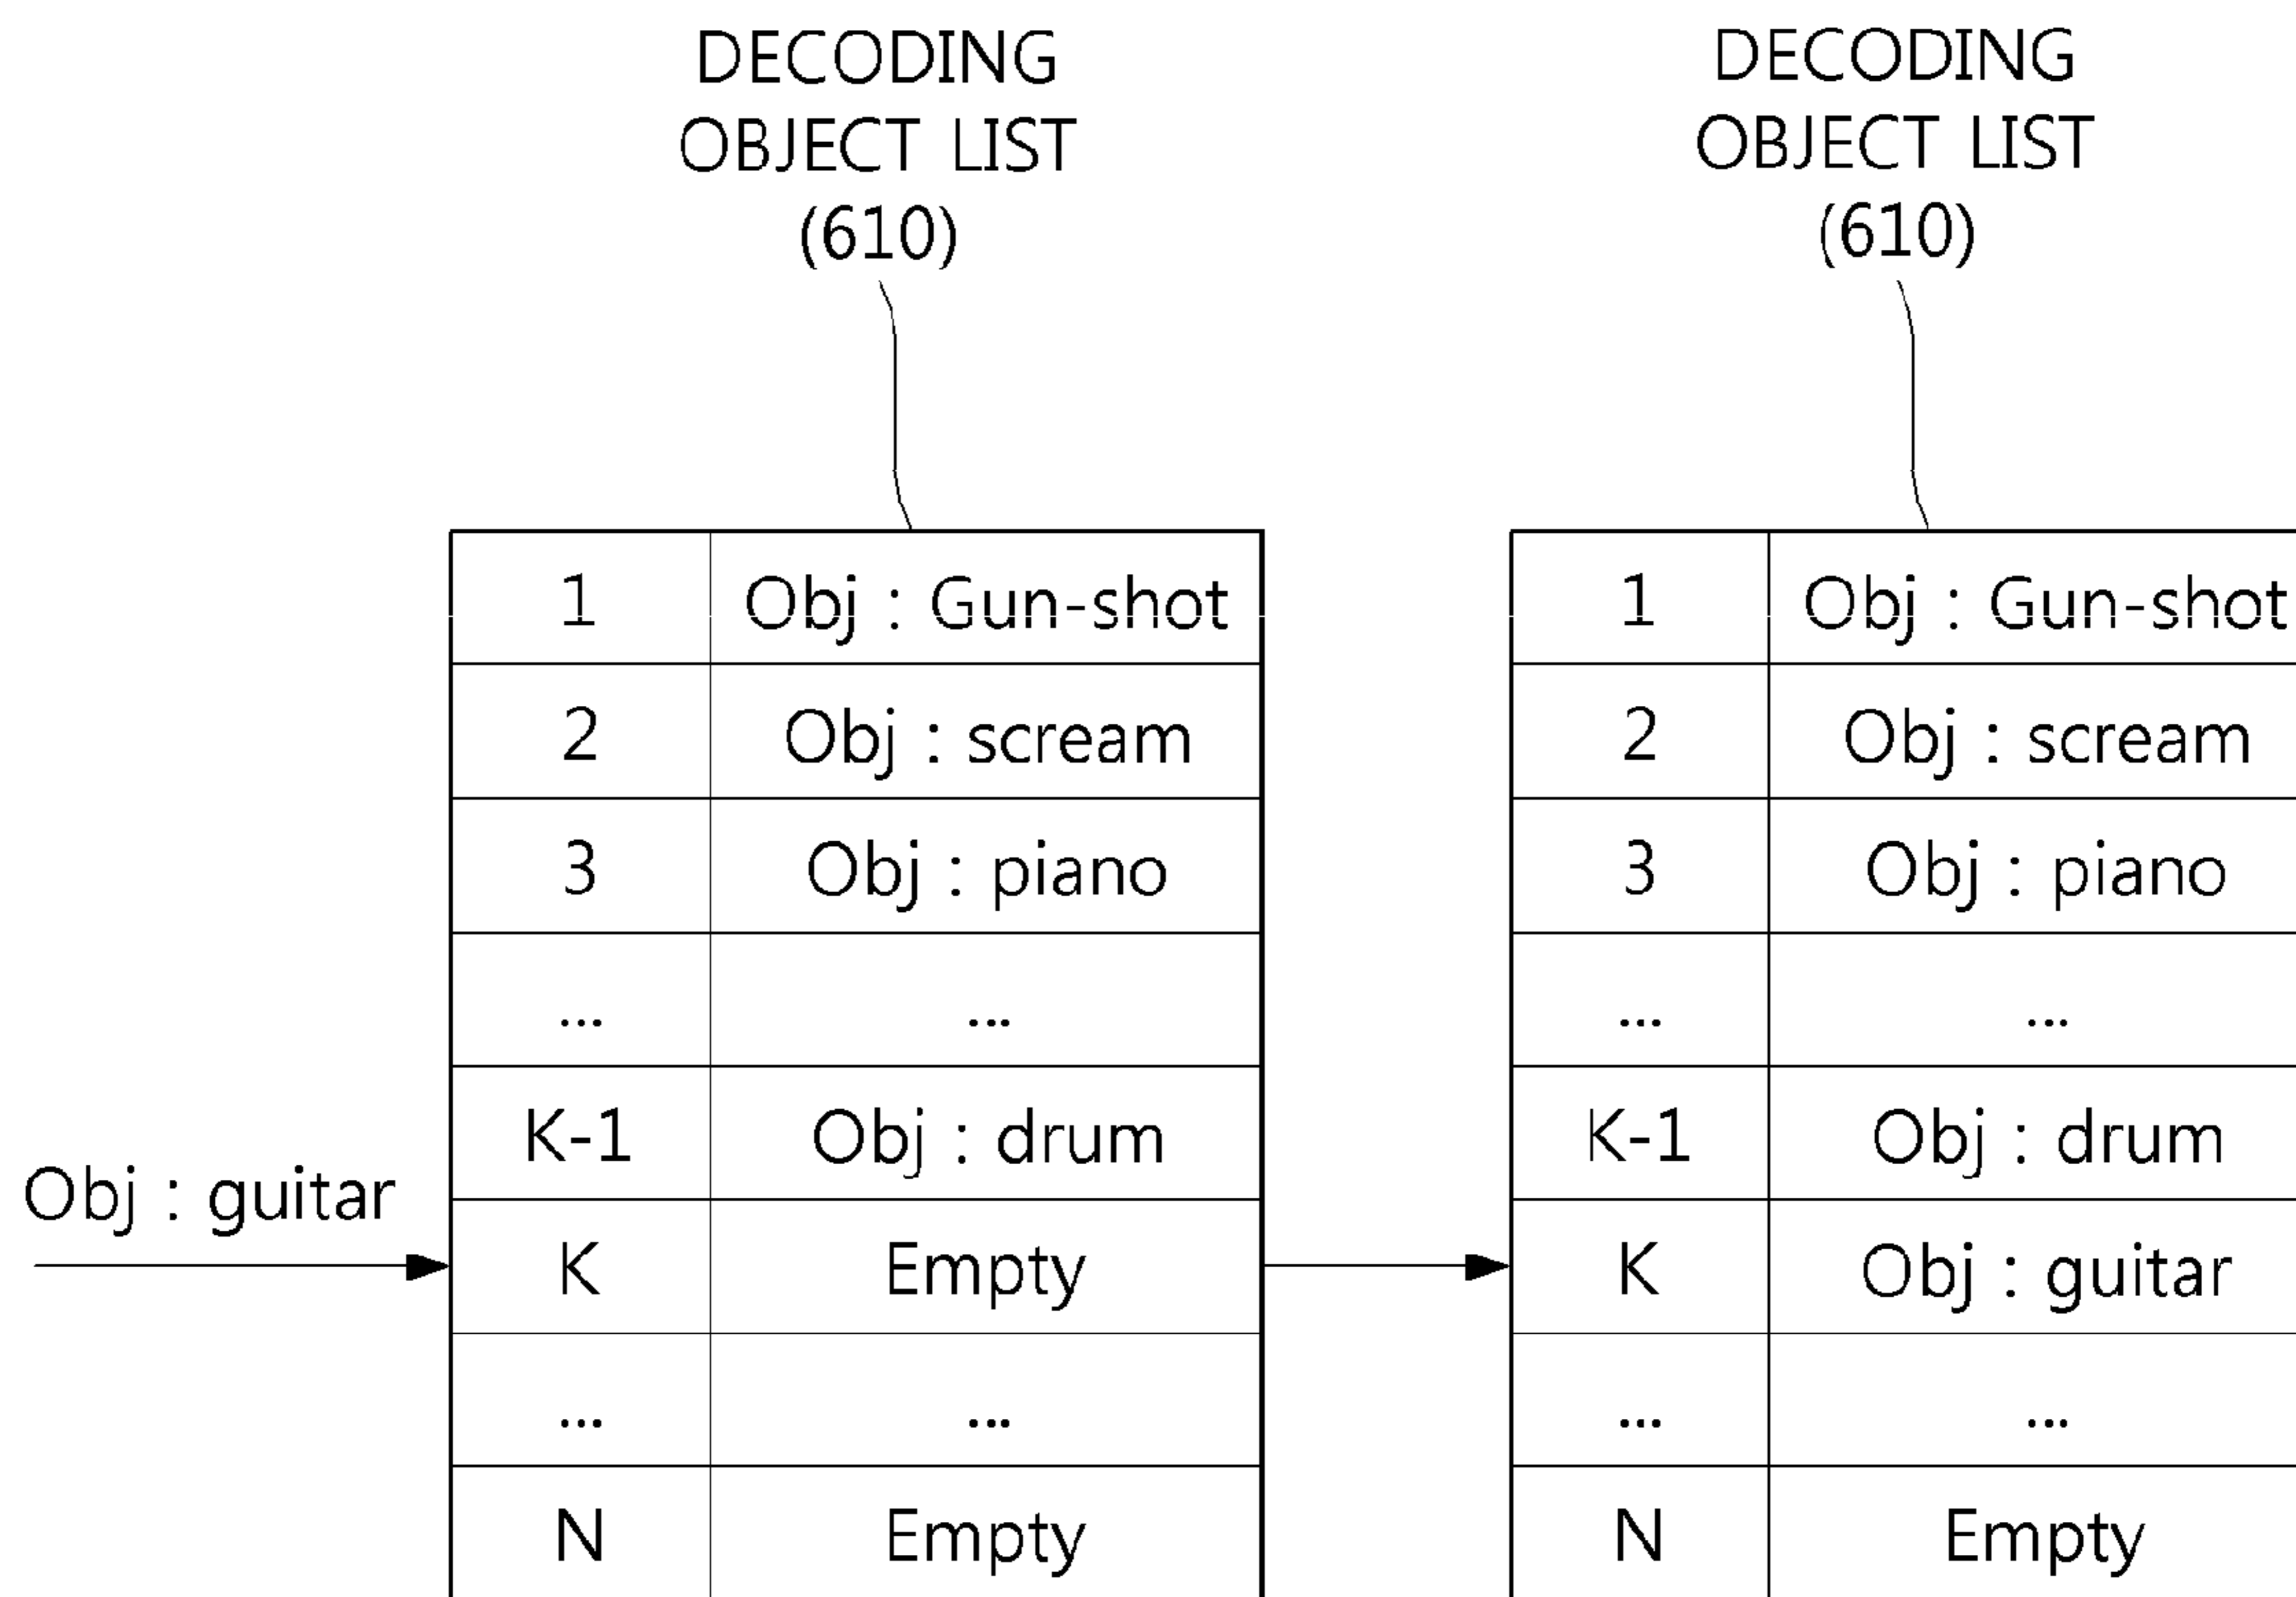 DECODING
OBJECT LIST
(610)
DECODING
OBJECT LIST
(610)
Obj : guitar
1 Obj : Gun-shot
2 Obj : scream
3 Obj : piano
... ...
K-1 Obj : drum
K Empty
... ...
N Empty
1 Obj : Gun-shot
2 Obj : scream
3 Obj : piano
... ...
K-1 Obj : drum
K Obj : guitar
... ...
N Empty